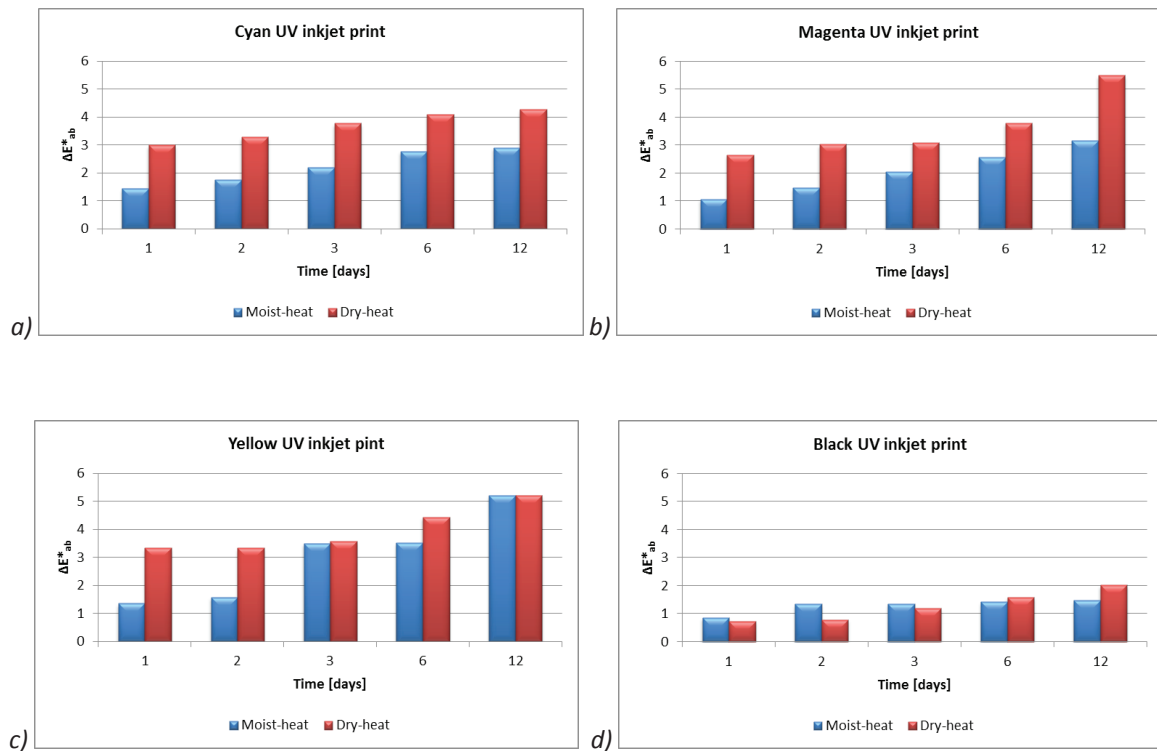 Cyan UV inkjet print
6
5
4
3
2
1
0
ΔE*ab
1 2 3 6 12
Time [days]
Moist-heat Dry-heat
a)
Magenta UV inkjet print
6
5
4
3
2
1
0
ΔE*ab
1 2 3 6 12
Time [days]
Moist-heat Dry-heat
b)
Yellow UV inkjet pint
6
5
4
3
2
1
0
ΔE*ab
1 2 3 6 12
Time [days]
Moist-heat Dry-heat
c)
Black UV inkjet print
6
5
4
3
2
1
0
ΔE*ab
1 2 3 6 12
Time [days]
Moist-heat Dry-heat
d)